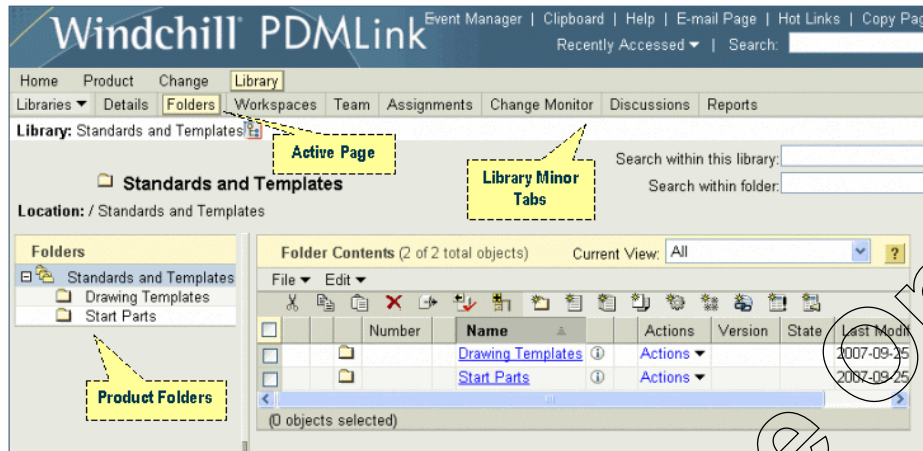 Windchill PDMLink
Event Manager | Clipboard | Help | E-mail Page | Hot Links | Copy Pag
Recently Accessed | Search:
Home Product Change Library
Libraries Details Folders Workspaces Team Assignments Change Monitor Discussions Reports
Library: Standards and Templates
Active Page
Library Minor
Tabs
Search within this library:
Standards and Templates
Search within folder:
Location: / Standards and Templates
Folders
Standards and Templates
Drawing Templates
Start Parts
Product Folders
Folder Contents (2 of 2 total objects) Current View: All ?
File Edit
Number Name Actions Version State Last Modif
Drawing Templates Actions 2007-09-25
Start Parts Actions 2007-09-25
(0 objects selected)